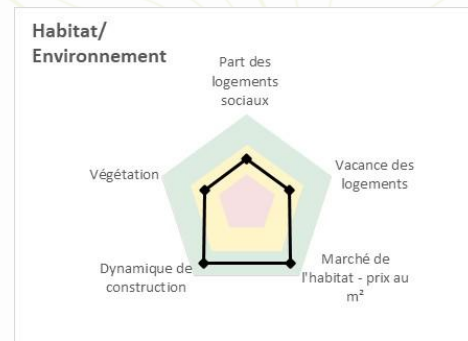 Habitat/
Environnement
Part des
logements
sociaux
Végétation
Vacance des
logements
Dynamique de
construction
Marché de
l'habitat - prix au
m²